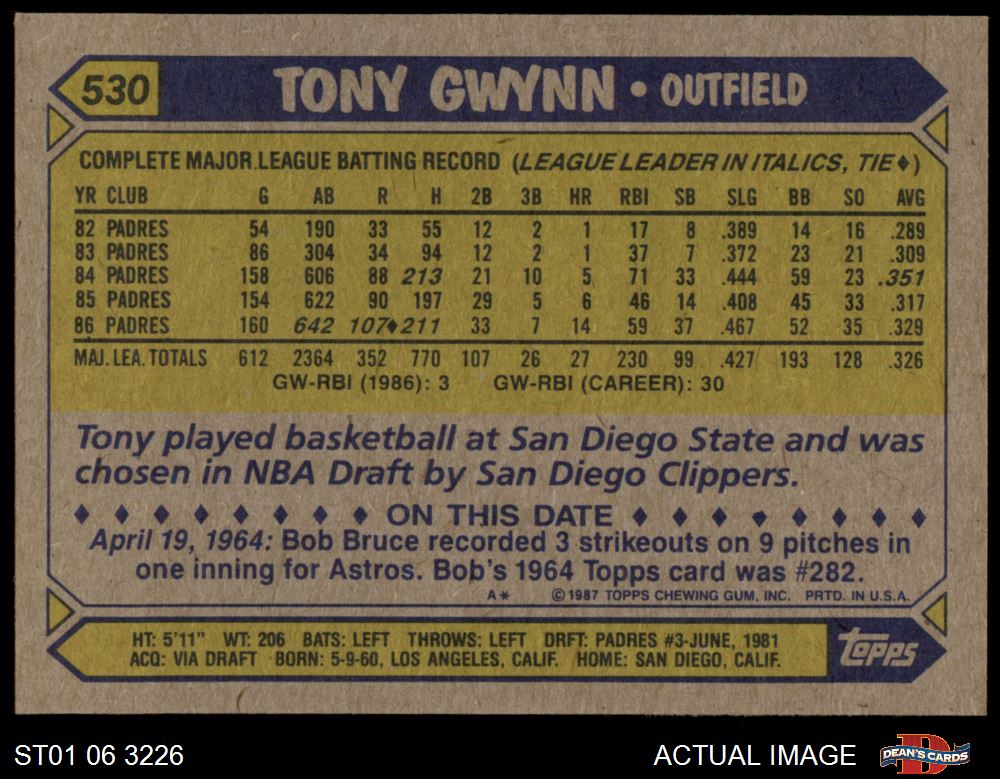 530 TONY GWYNN • OUTFIELD
COMPLETE MAJOR LEAGUE BATTING RECORD (LEAGUE LEADER IN ITALICS, TIE♦)
YR CLUB G AB R H 2B 3B HR RBI SB SLG BB SO AVG
82 PADRES 54 190 33 55 12 2 1 17 8 .389 14 16 .289
83 PADRES 86 304 34 94 12 2 1 37 7 .372 23 21 .309
84 PADRES 158 606 88 213 21 10 5 71 33 .444 59 23 .351
85 PADRES 154 622 90 197 29 5 6 46 14 .408 45 33 .317
86 PADRES 160 642 107♦211 33 7 14 59 37 .467 52 35 .329
MAJ. LEA. TOTALS 612 2364 352 770 107 26 27 230 99 .427 193 128 .326
GW-RBI (1986): 3 GW-RBI (CAREER): 30
Tony played basketball at San Diego State and was
chosen in NBA Draft by San Diego Clippers.
♦ ♦ ♦ ♦ ♦ ♦ ♦ ♦ ON THIS DATE ♦ ♦ ♦ ♦ ♦ ♦ ♦ ♦
April 19, 1964: Bob Bruce recorded 3 strikeouts on 9 pitches in
one inning for Astros. Bob's 1964 Topps card was #282.
A* © 1987 TOPPS CHEWING GUM, INC. PRTD. IN U.S.A.
HT: 5'11" WT: 206 BATS: LEFT THROWS: LEFT DRFT: PADRES #3-JUNE, 1981
ACQ: VIA DRAFT BORN: 5-9-60, LOS ANGELES, CALIF. HOME: SAN DIEGO, CALIF.
topps
ST01 06 3226
ACTUAL IMAGE
D
DEAN'S CARDS